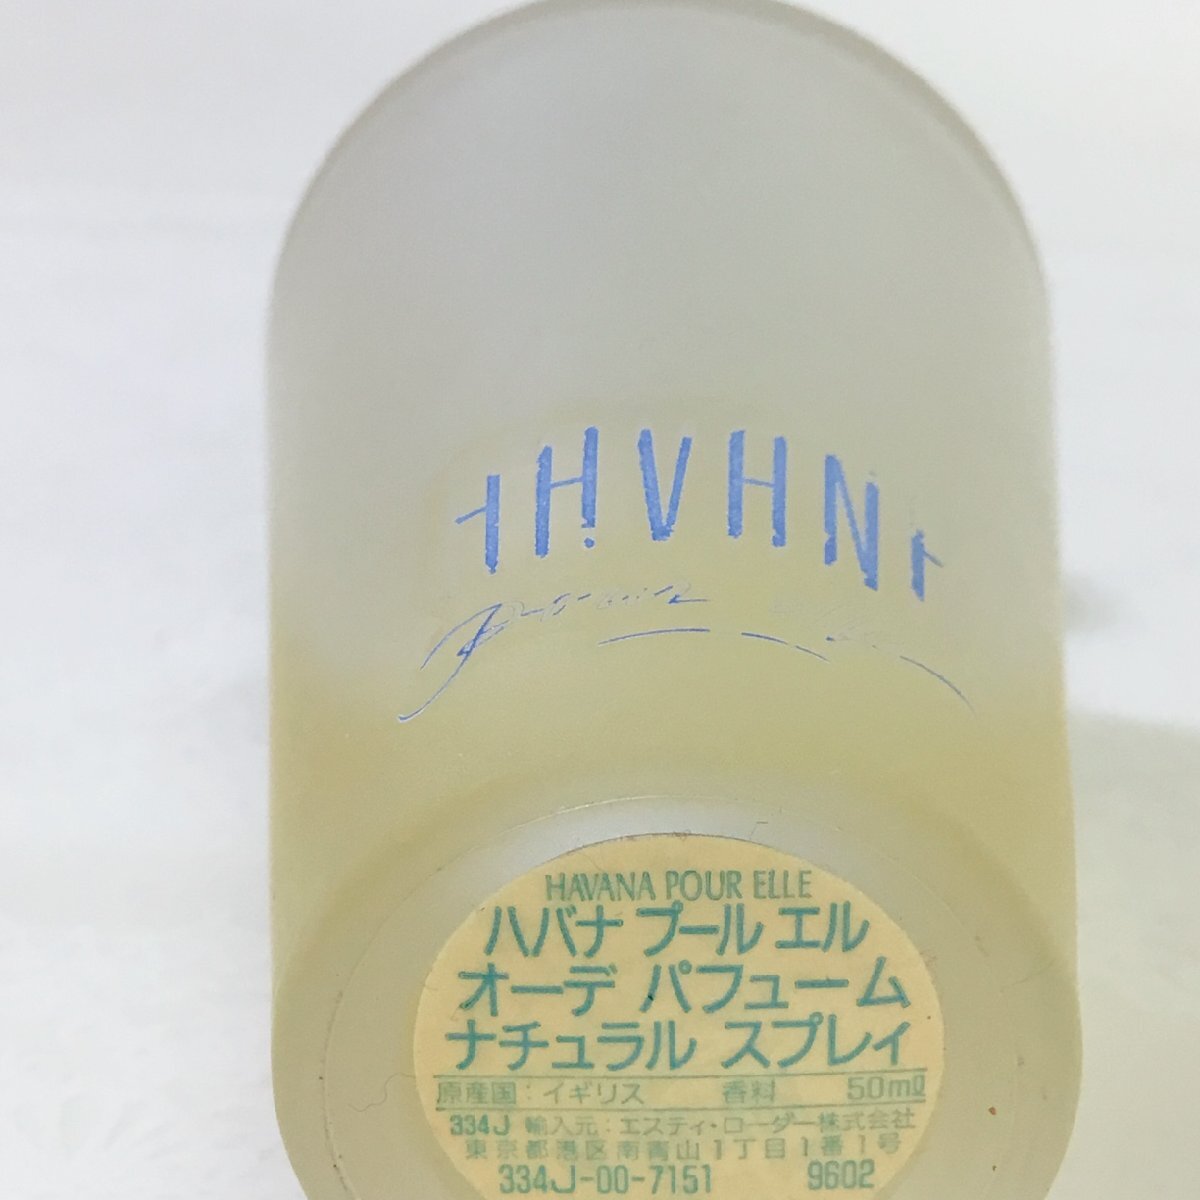 HAVANA
HAVANA POUR ELLE
ハバナ プール エル
オーデ パフューム
ナチュラル スプレイ
原産国:イギリス 香料 50ml
334J 輸入元:エスティ・ローダー株式会社
東京都港区南青山1丁目1番1号
334J-00-7151 9602